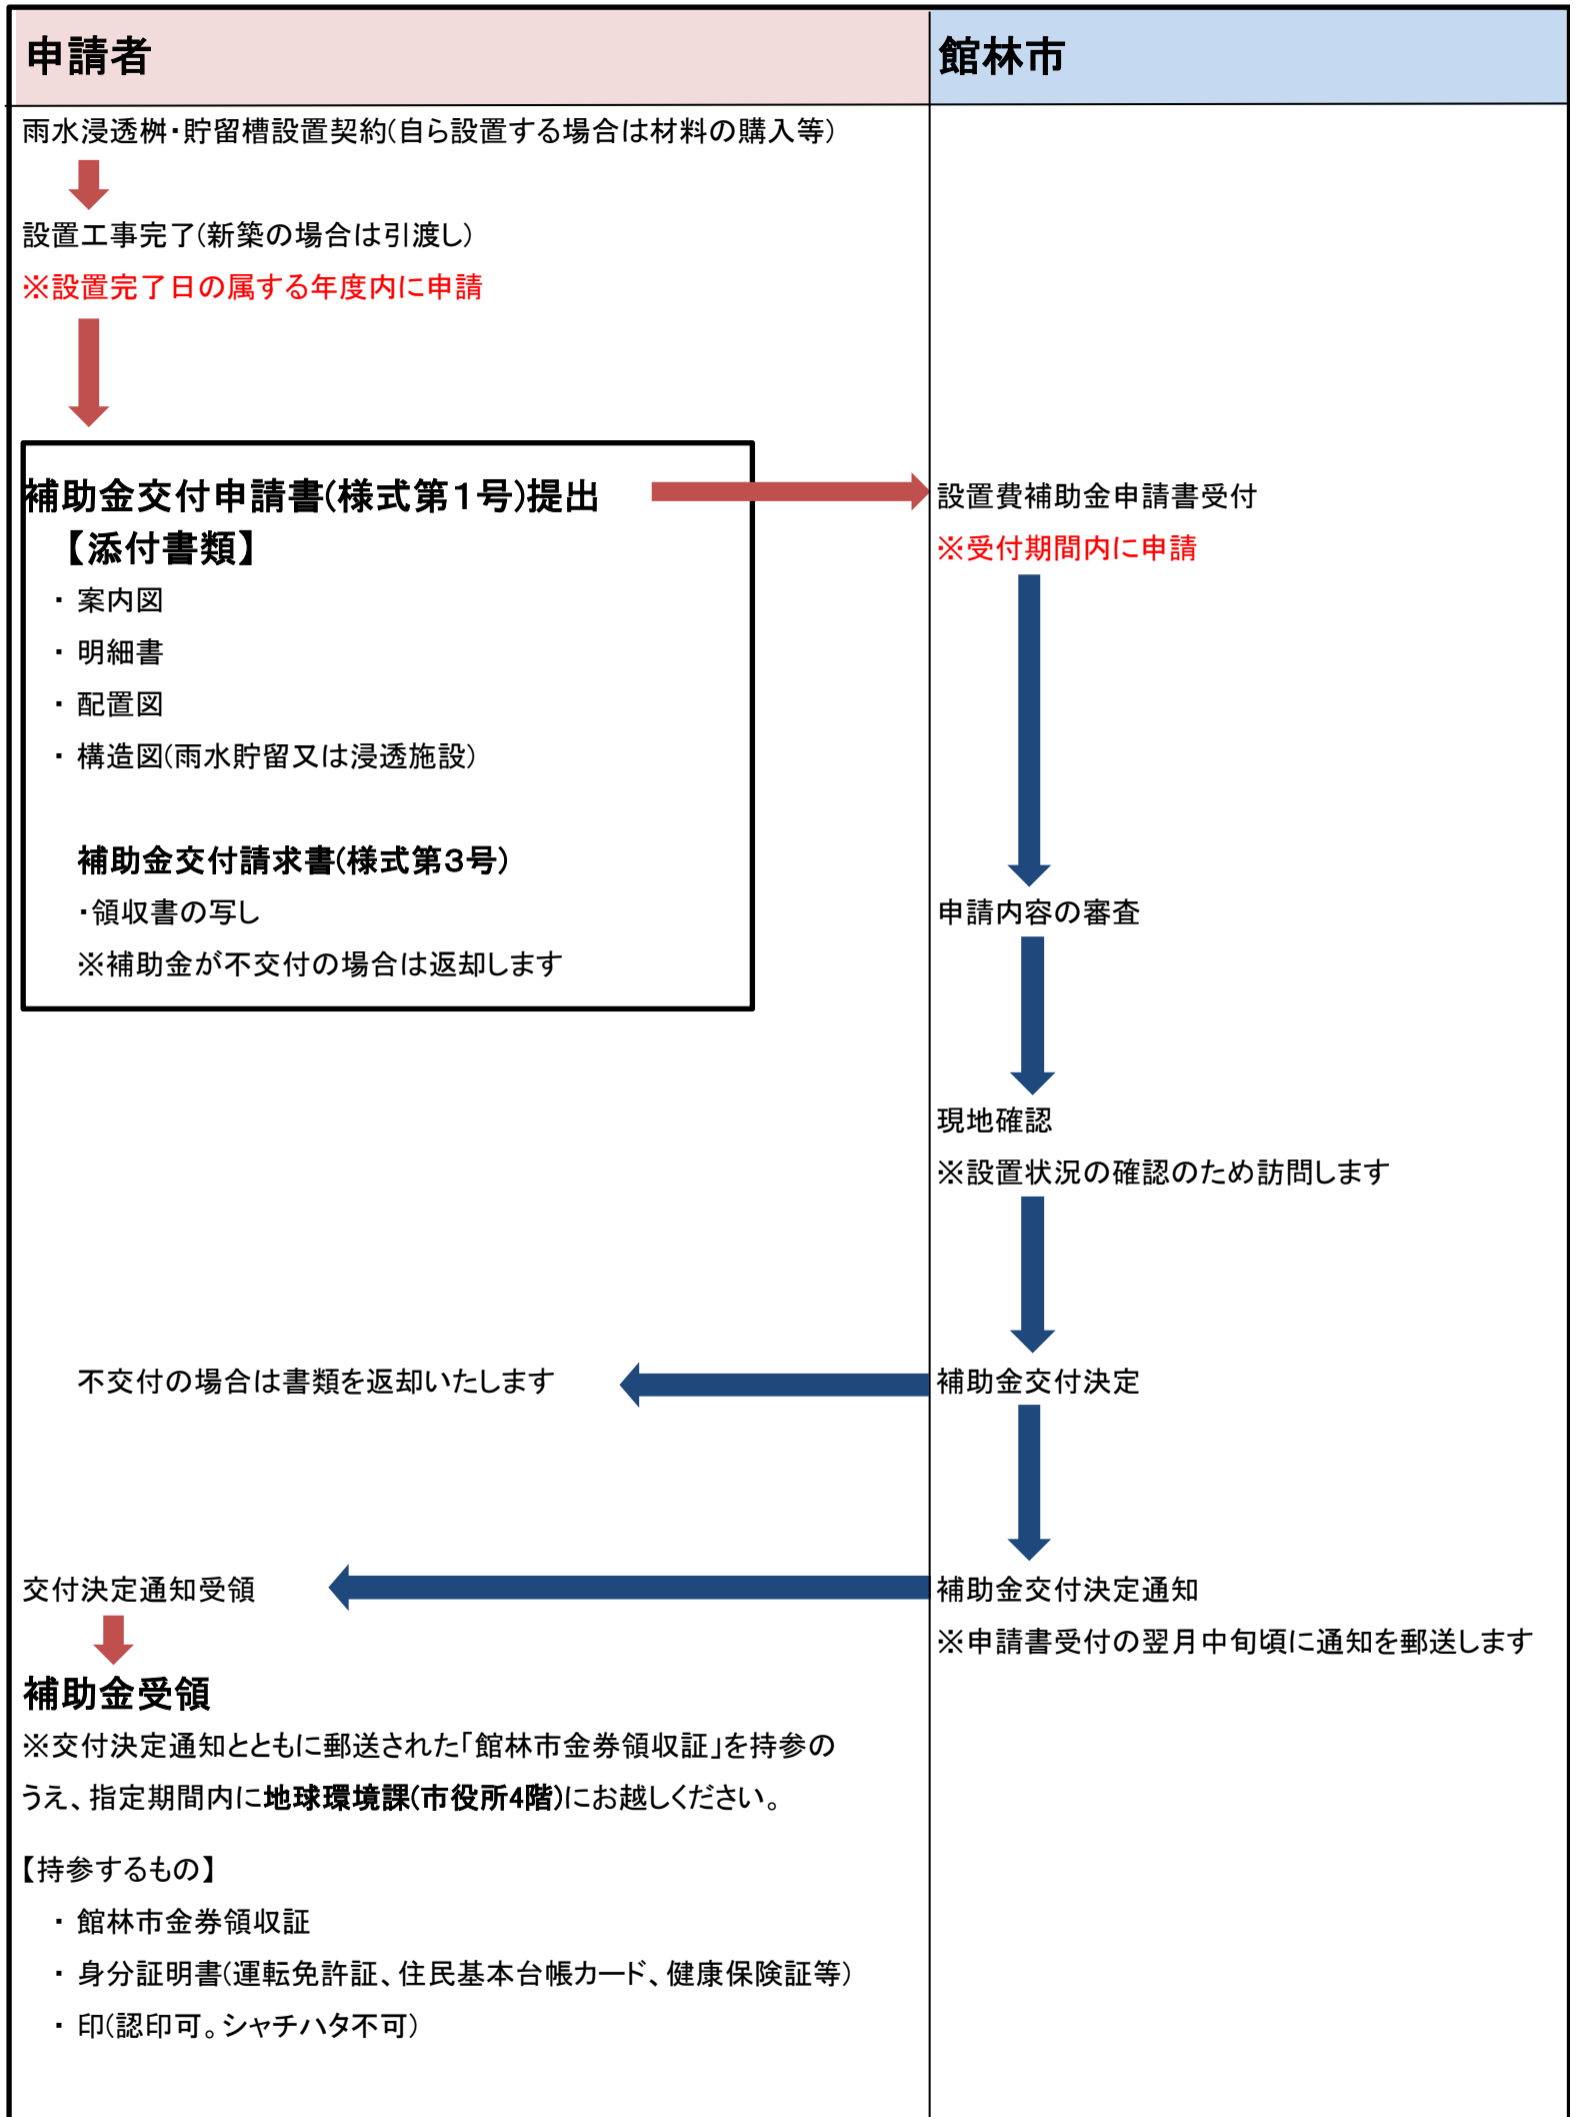 申請者
館林市
雨水浸透桝・貯留槽設置契約(自ら設置する場合は材料の購入等)
設置工事完了(新築の場合は引渡し)
※設置完了日の属する年度内に申請
補助金交付申請書(様式第1号)提出
【添付書類】
・ 案内図
・ 明細書
・ 配置図
・ 構造図(雨水貯留又は浸透施設)
補助金交付請求書(様式第3号)
・領収書の写し
※補助金が不交付の場合は返却します
設置費補助金申請書受付
※受付期間内に申請
申請内容の審査
現地確認
※設置状況の確認のため訪問します
補助金交付決定
不交付の場合は書類を返却いたします
補助金交付決定通知
※申請書受付の翌月中旬頃に通知を郵送します
交付決定通知受領
補助金受領
※交付決定通知とともに郵送された「館林市金券領収証」を持参の
うえ、指定期間内に地球環境課(市役所4階)にお越しください。
【持参するもの】
・ 館林市金券領収証
・ 身分証明書(運転免許証、住民基本台帳カード、健康保険証等)
・ 印(認印可。シャチハタ不可)